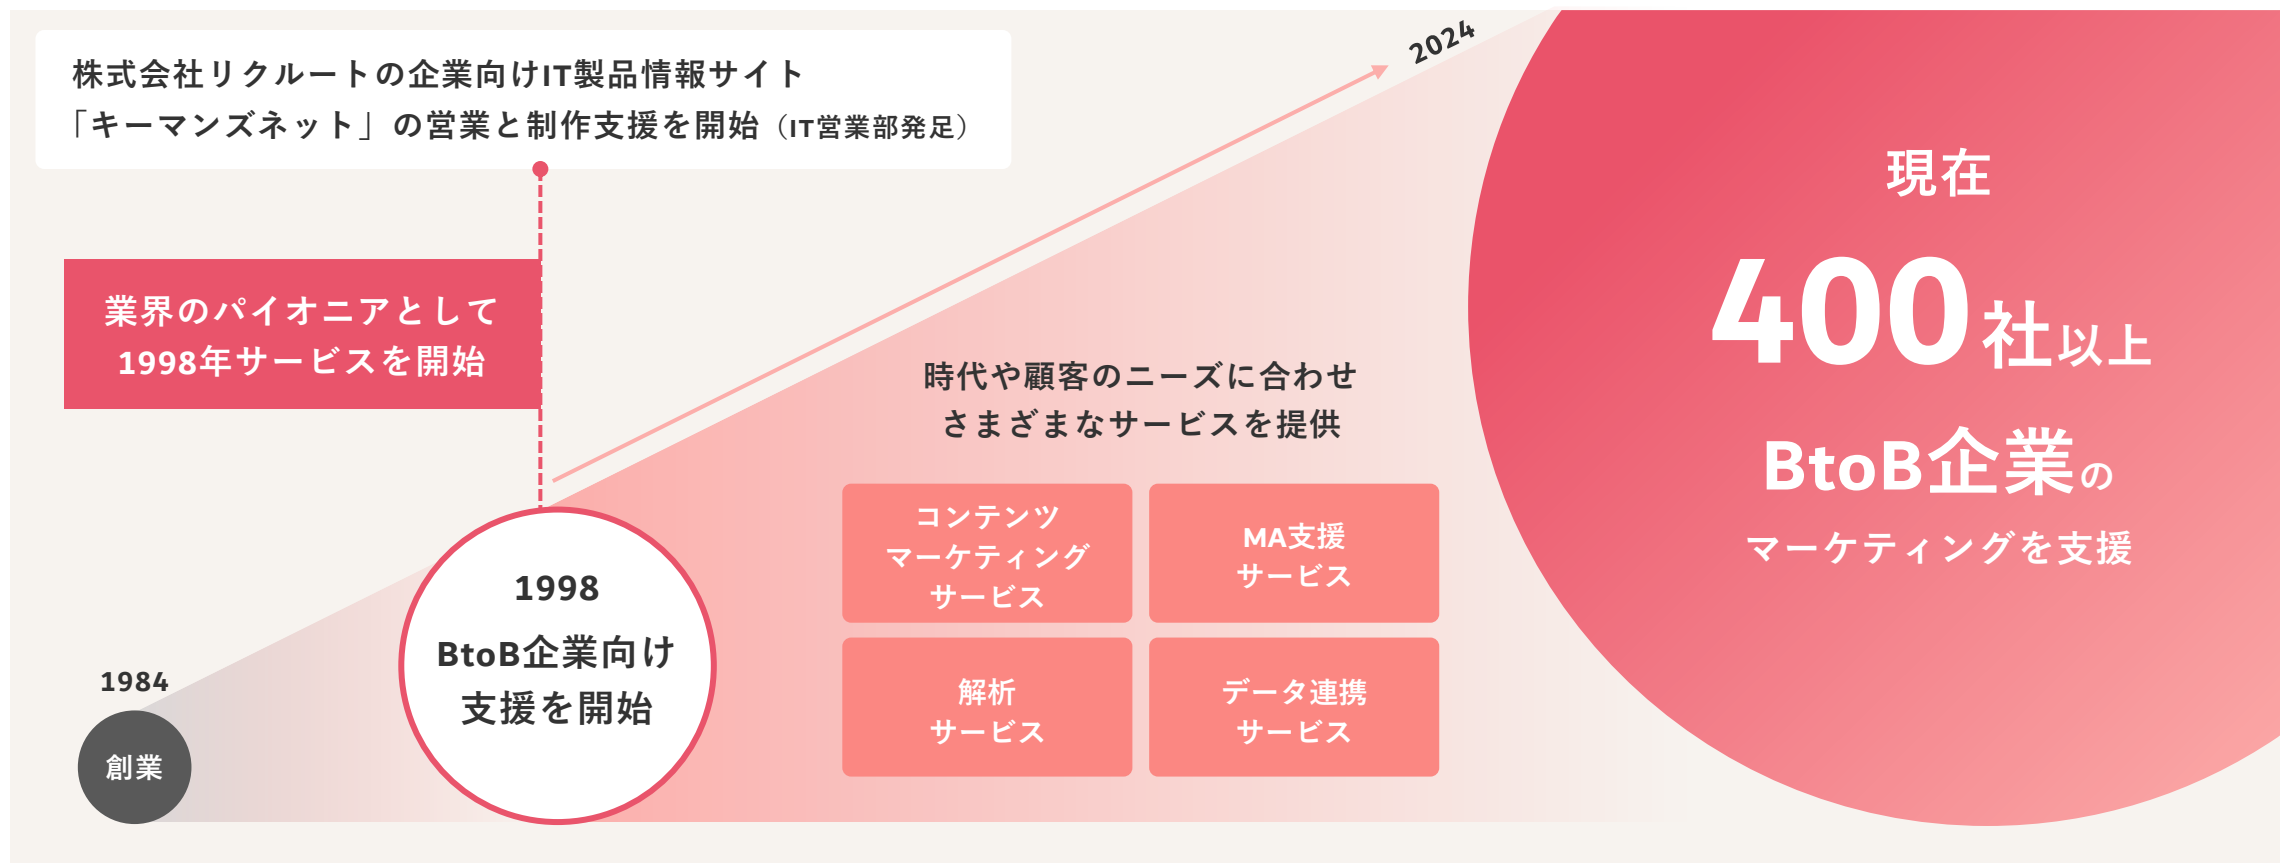 株式会社リクルートの企業向けIT製品情報サイト
「キーマンズネット」の営業と制作支援を開始（IT営業部発足）
2024
業界のパイオニアとして
1998年サービスを開始
1984
創業
1998
BtoB企業向け
支援を開始
時代や顧客のニーズに合わせ
さまざまなサービスを提供
コンテンツ
マーケティング
サービス
MA支援
サービス
解析
サービス
データ連携
サービス
現在
400社以上
BtoB企業の
マーケティングを支援